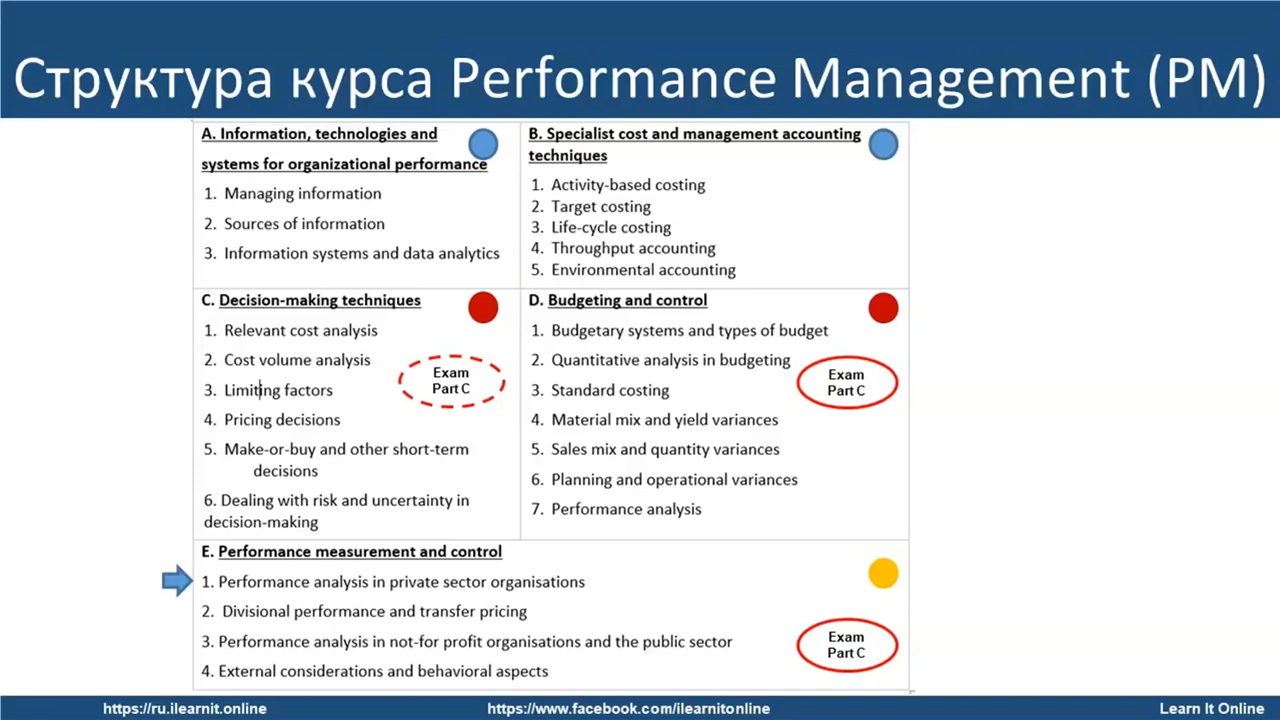 Структура курса Performance Management (PM)
A. Information, technologies and
systems for organizational performance
1. Managing information
2. Sources of information
3. Information systems and data analytics
B. Specialist cost and management accounting
techniques
1. Activity-based costing
2. Target costing
3. Life-cycle costing
4. Throughput accounting
5. Environmental accounting
C. Decision-making techniques
1. Relevant cost analysis
2. Cost volume analysis
3. Limiting factors
4. Pricing decisions
5. Make-or-buy and other short-term
decisions
6. Dealing with risk and uncertainty in
decision-making
Exam
Part C
D. Budgeting and control
1. Budgetary systems and types of budget
2. Quantitative analysis in budgeting
3. Standard costing
4. Material mix and yield variances
5. Sales mix and quantity variances
6. Planning and operational variances
7. Performance analysis
Exam
Part C
E. Performance measurement and control
1. Performance analysis in private sector organisations
2. Divisional performance and transfer pricing
3. Performance analysis in not-for profit organisations and the public sector
4. External considerations and behavioral aspects
Exam
Part C
https://ru.ilearnit.online
https://www.facebook.com/ilearnitonline
Learn It Online